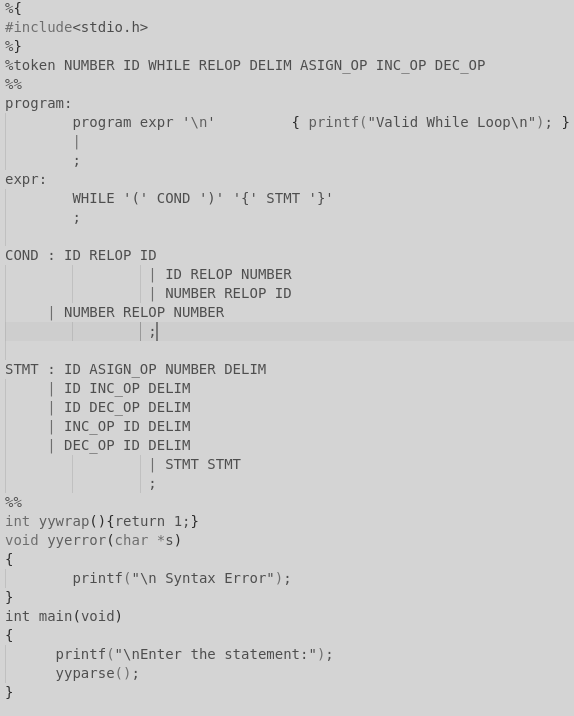 %{
#include<stdio.h>
%}
%token NUMBER ID WHILE RELOP DELIM ASIGN_OP INC_OP DEC_OP
%%
program:
        program expr '\n'         { printf("Valid While Loop\n"); }
        |
        ;
expr:
        WHILE '(' COND ')' '{' STMT '}'
        ;

COND : ID RELOP ID
                 | ID RELOP NUMBER
                 | NUMBER RELOP ID
     | NUMBER RELOP NUMBER
                 ;

STMT : ID ASIGN_OP NUMBER DELIM
     | ID INC_OP DELIM
     | ID DEC_OP DELIM
     | INC_OP ID DELIM
     | DEC_OP ID DELIM
                 | STMT STMT
                 ;
%%
int yywrap(){return 1;}
void yyerror(char *s)
{
        printf("\n Syntax Error");
}
int main(void)
{
      printf("\nEnter the statement:");
      yyparse();
}